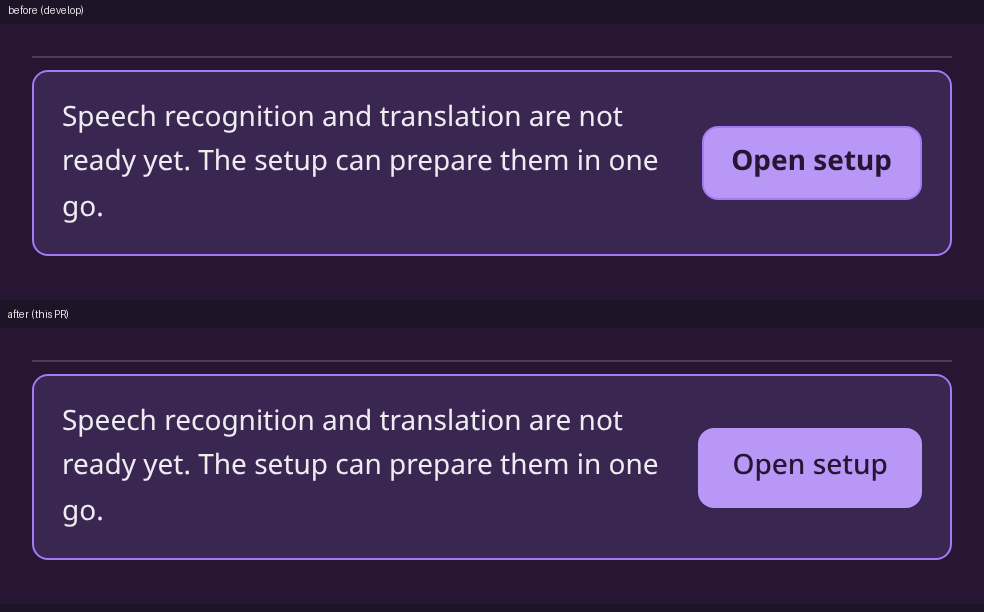 before (develop)
Speech recognition and translation are not
ready yet. The setup can prepare them in one
go.
Open setup
after (this PR)
Speech recognition and translation are not
ready yet. The setup can prepare them in one
go.
Open setup